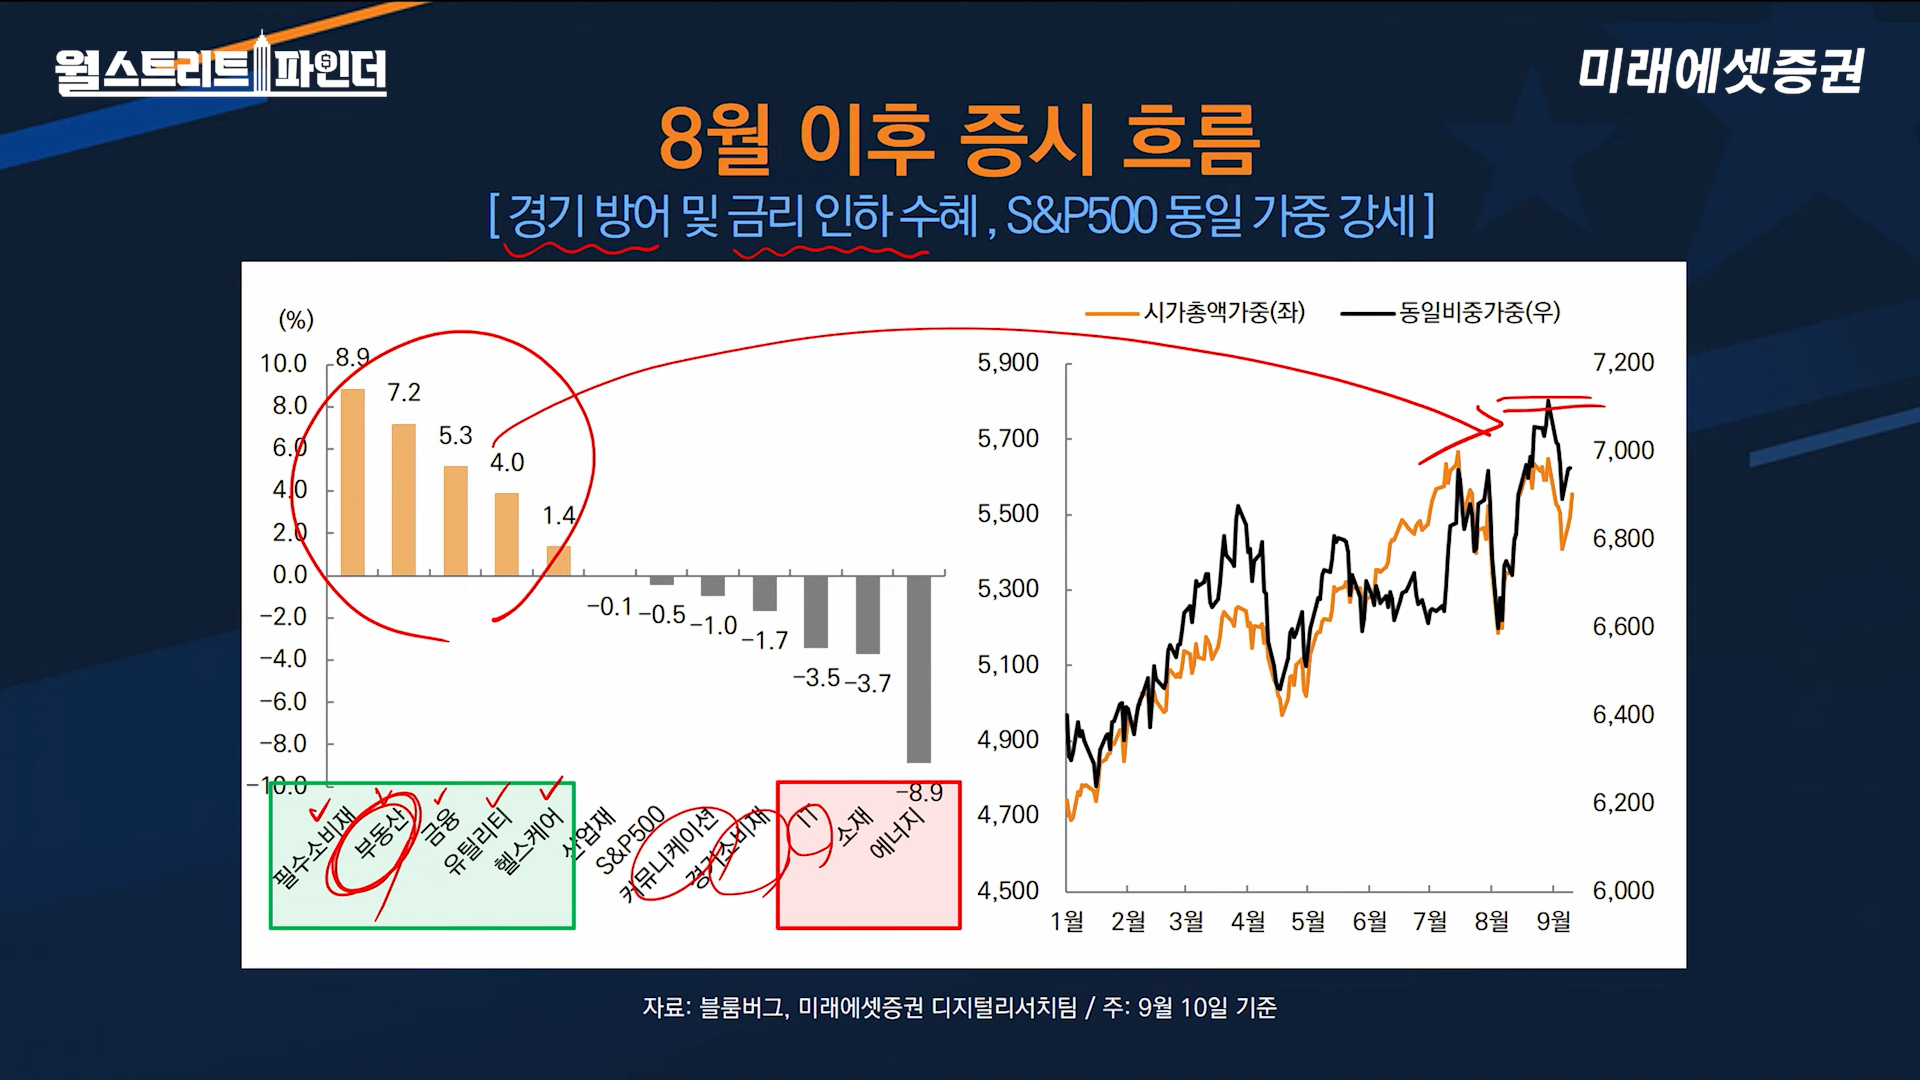 월스트리트 파인더
미래에셋증권
8월 이후 증시 흐름
[ 경기 방어 및 금리 인하 수혜 , S&P500 동일 가중 강세 ]
(%)
10.0
8.0
6.0
4.0
2.0
0.0
−2.0
−4.0
−6.0
−8.0
−10.0
8.9
7.2
5.3
4.0
1.4
−0.1
−0.5
−1.0
−1.7
−3.5
−3.7
−8.9
필수소비재
부동산
금융
유틸리티
헬스케어
산업재
S&P500
커뮤니케이션
경기소비재
IT
소재
에너지
시가총액가중(좌)
동일비중가중(우)
5,900
5,700
5,500
5,300
5,100
4,900
4,700
4,500
7,200
7,000
6,800
6,600
6,400
6,200
6,000
1월 2월 3월 4월 5월 6월 7월 8월 9월
자료: 블룸버그, 미래에셋증권 디지털리서치팀 / 주: 9월 10일 기준